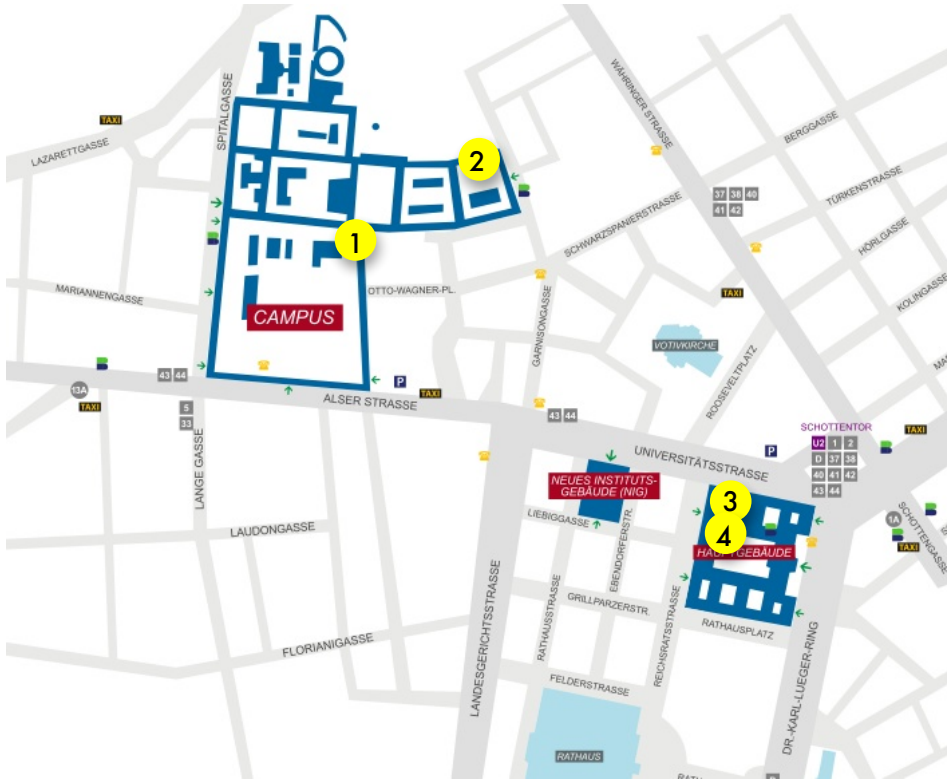 TAXI
SPITALGASSE
LAZARETTGASSE
WÄHRINGER STRASSE
BERGGASSE
2
37 38 40
41 42
TÜRKENSTRASSE
SCHWARZSPANIERSTRASSE
HÖRLGASSE
1
MARIANNENGASSE
OTTO-WAGNER-PL.
TAXI
KOLINGASSE
CAMPUS
GARNISONGASSE
VOTIVKIRCHE
ROOSEVELTPLATZ
MA
13A
TAXI
43 44
P
TAXI
ALSER STRASSE
5
33
43 44
LANGE GASSE
UNIVERSITÄTSSTRASSE
P
SCHOTTENTOR
U2 1 2
D 37 38
40 41 42
43 44
TAXI
NEUES INSTITUTS-
GEBÄUDE (NIG)
3
LIEBIGGASSE
4
HAUPTGEBÄUDE
1A
TAXI
SCHOTTENGASSE
LAUDONGASSE
EBENDORFERSTR.
GRILLPARZERSTR.
RATHAUSPLATZ
LANDESGERICHTSSTRASSE
RATHAUSSTRASSE
REICHSRATSSTRASSE
FLORIANIGASSE
FELDERSTRASSE
DR.-KARL-LUEGER-RING
RATHAUS
RATH